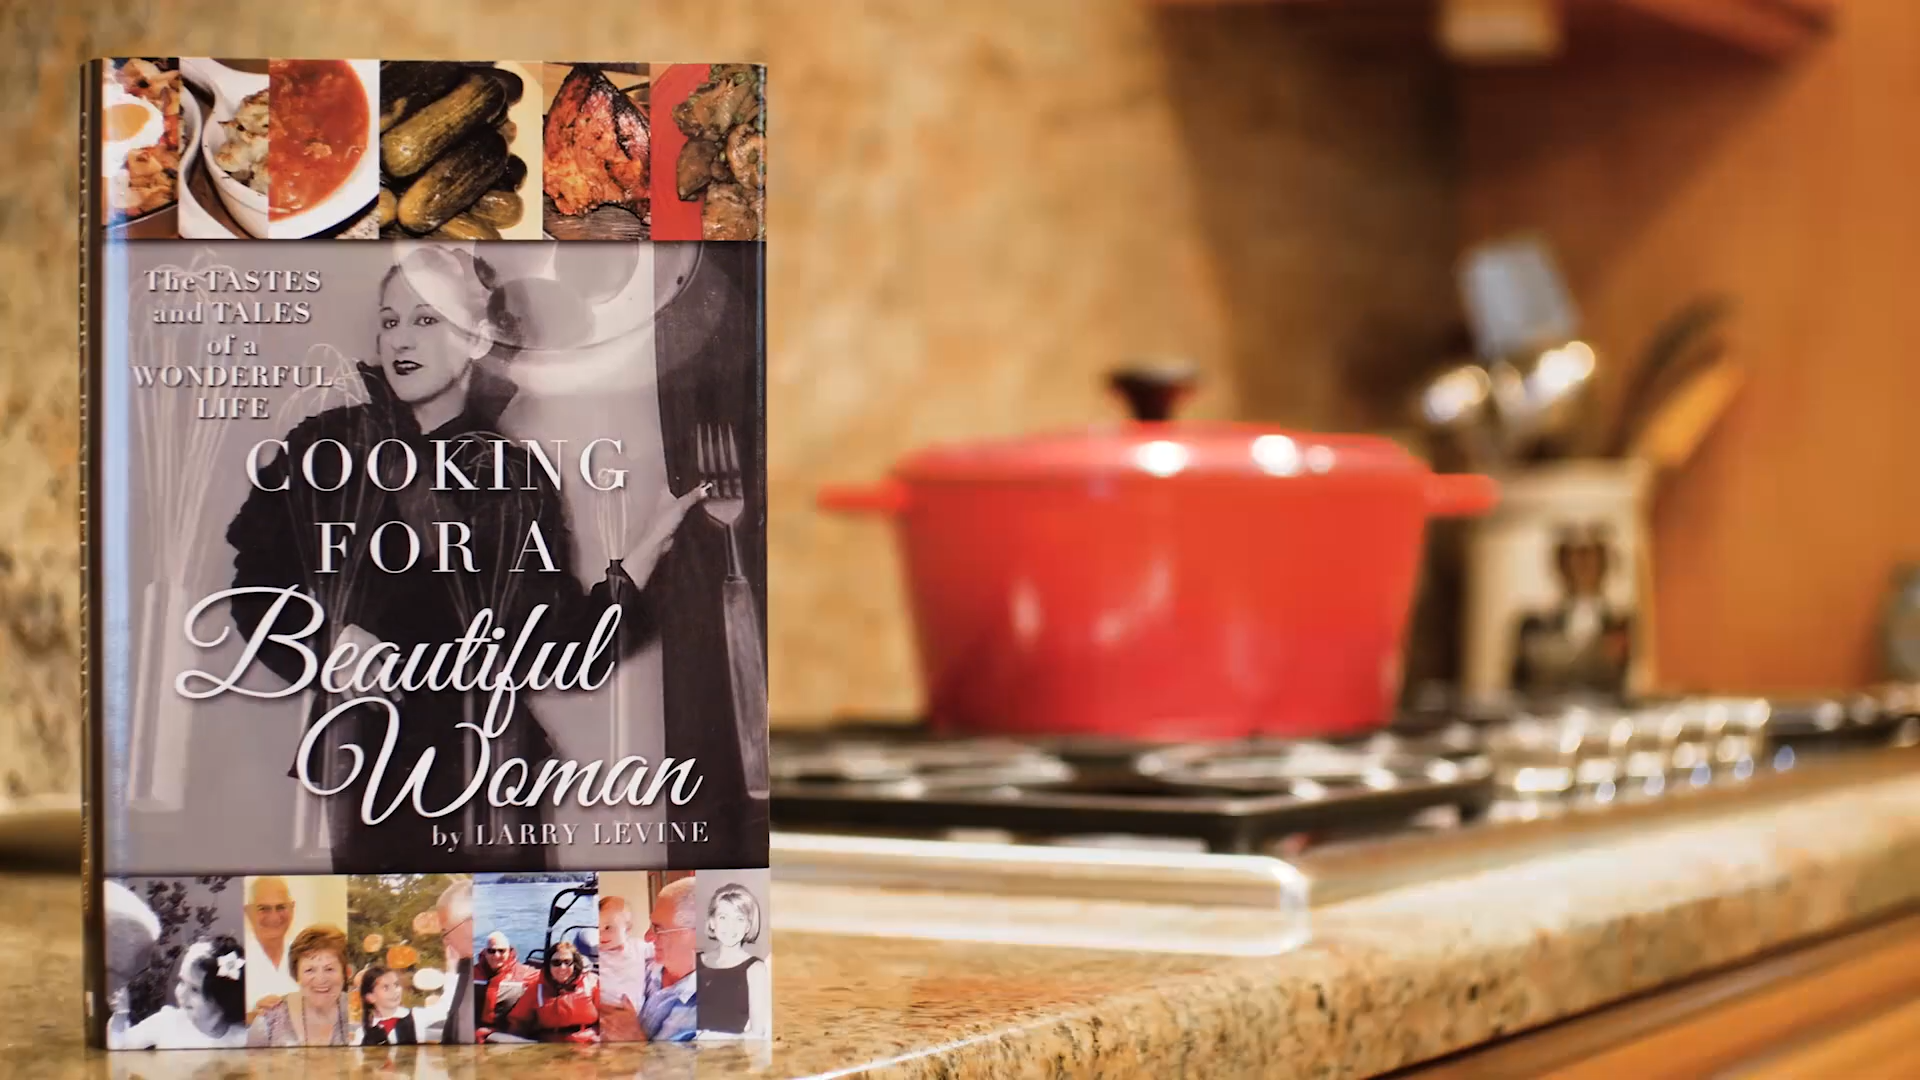 The TASTES
and TALES
of a
WONDERFUL
LIFE
COOKING
FOR A
Beautiful
Woman
by LARRY LEVINE